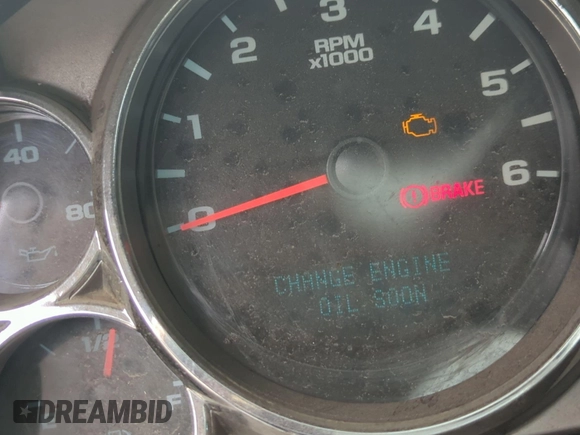 3
2
4
RPM
x1000
1
5
40
6
80
BRAKE
0
CHANGE ENGINE
OIL SOON
1/2
F
DREAMBID